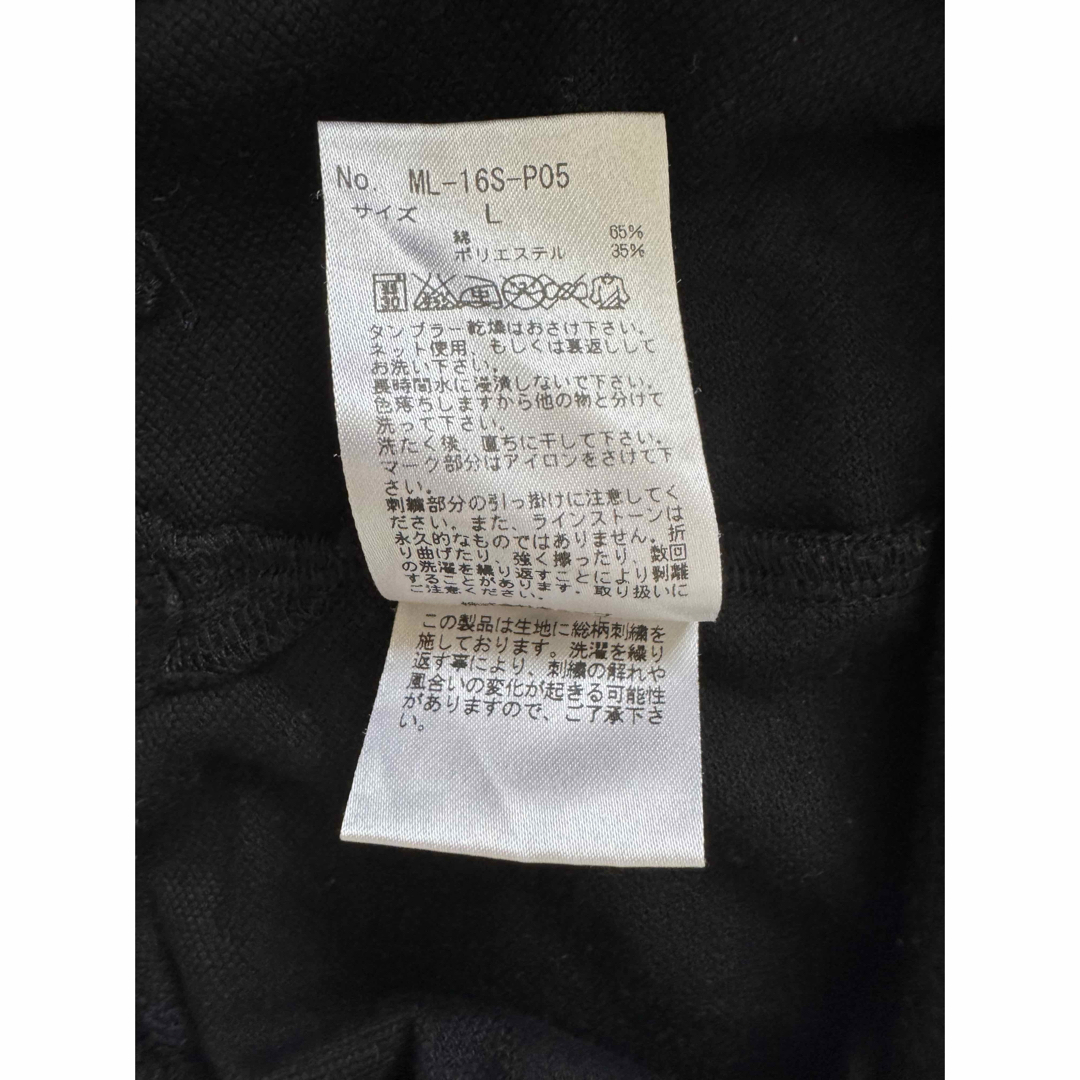 No. ML-16S-P05
サイズ L
綿 65%
ポリエステル 35%
タンブラー乾燥はおさけ下さい。
ネット使用、もしくは裏返しして
お洗い下さい。
長時間水に浸漬しないで下さい。
色落ちしますから他の物と分けて
洗って下さい。
洗たく後、直ちに干して下さい。
マーク部分はアイロンをさけて下
さい。
刺繍部分の引っ掛けに注意してく
ださい。また、ラインストーンは
永久的なものではありません。折
り曲げたり、強く擦ったり、数回
の洗濯を繰り返すことにより剥離
することがあります。取り扱いに
ご注意ください。
この製品は生地に総柄刺繍を
施しております。洗濯を繰り
返す事により、刺繍の解れや
風合いの変化が起きる可能性
がありますので、ご了承下さ
い。